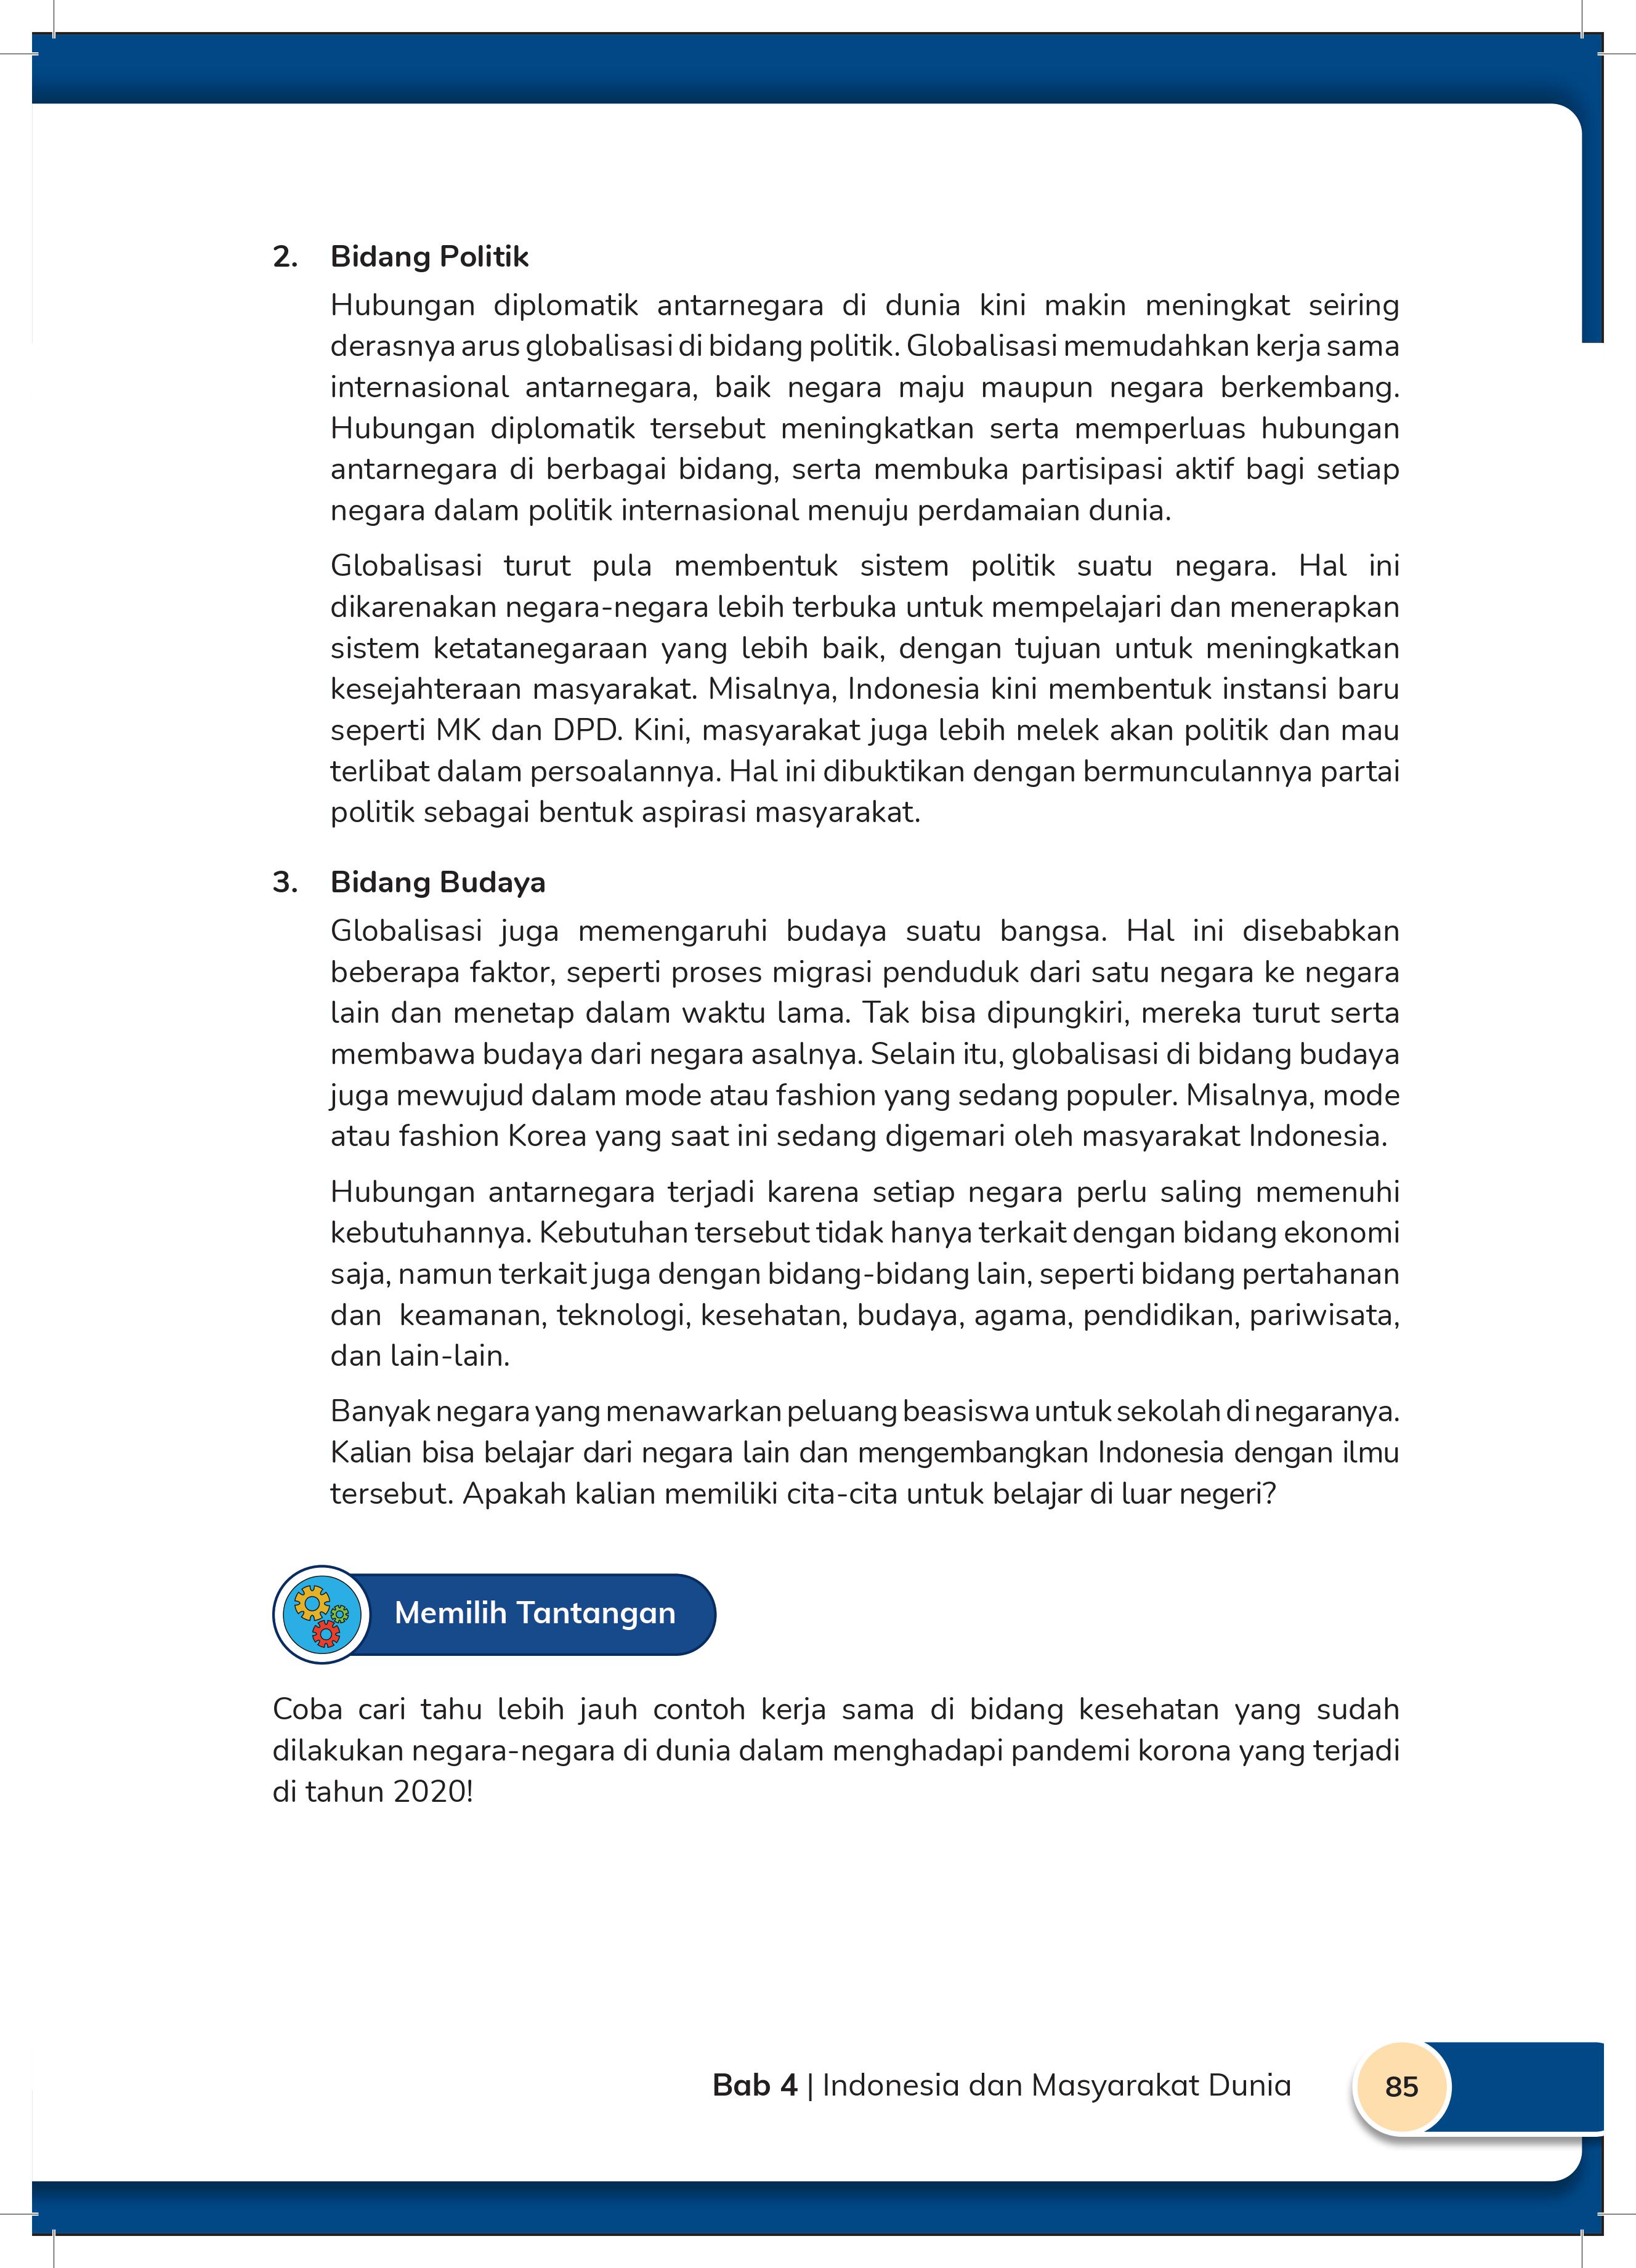 2. Bidang Politik
Hubungan diplomatik antarnegara di dunia kini makin meningkat seiring
derasnya arus globalisasi di bidang politik. Globalisasi memudahkan kerja sama
internasional antarnegara, baik negara maju maupun negara berkembang.
Hubungan diplomatik tersebut meningkatkan serta memperluas hubungan
antarnegara di berbagai bidang, serta membuka partisipasi aktif bagi setiap
negara dalam politik internasional menuju perdamaian dunia.
Globalisasi turut pula membentuk sistem politik suatu negara. Hal ini
dikarenakan negara-negara lebih terbuka untuk mempelajari dan menerapkan
sistem ketatanegaraan yang lebih baik, dengan tujuan untuk meningkatkan
kesejahteraan masyarakat. Misalnya, Indonesia kini membentuk instansi baru
seperti MK dan DPD. Kini, masyarakat juga lebih melek akan politik dan mau
terlibat dalam persoalannya. Hal ini dibuktikan dengan bermunculannya partai
politik sebagai bentuk aspirasi masyarakat.
3. Bidang Budaya
Globalisasi juga memengaruhi budaya suatu bangsa. Hal ini disebabkan
beberapa faktor, seperti proses migrasi penduduk dari satu negara ke negara
lain dan menetap dalam waktu lama. Tak bisa dipungkiri, mereka turut serta
membawa budaya dari negara asalnya. Selain itu, globalisasi di bidang budaya
juga mewujud dalam mode atau fashion yang sedang populer. Misalnya, mode
atau fashion Korea yang saat ini sedang digemari oleh masyarakat Indonesia.
Hubungan antarnegara terjadi karena setiap negara perlu saling memenuhi
kebutuhannya. Kebutuhan tersebut tidak hanya terkait dengan bidang ekonomi
saja, namun terkait juga dengan bidang-bidang lain, seperti bidang pertahanan
dan keamanan, teknologi, kesehatan, budaya, agama, pendidikan, pariwisata,
dan lain-lain.
Banyak negara yang menawarkan peluang beasiswa untuk sekolah di negaranya.
Kalian bisa belajar dari negara lain dan mengembangkan Indonesia dengan ilmu
tersebut. Apakah kalian memiliki cita-cita untuk belajar di luar negeri?
Memilih Tantangan
Coba cari tahu lebih jauh contoh kerja sama di bidang kesehatan yang sudah
dilakukan negara-negara di dunia dalam menghadapi pandemi korona yang terjadi
di tahun 2020!
Bab 4 | Indonesia dan Masyarakat Dunia
85